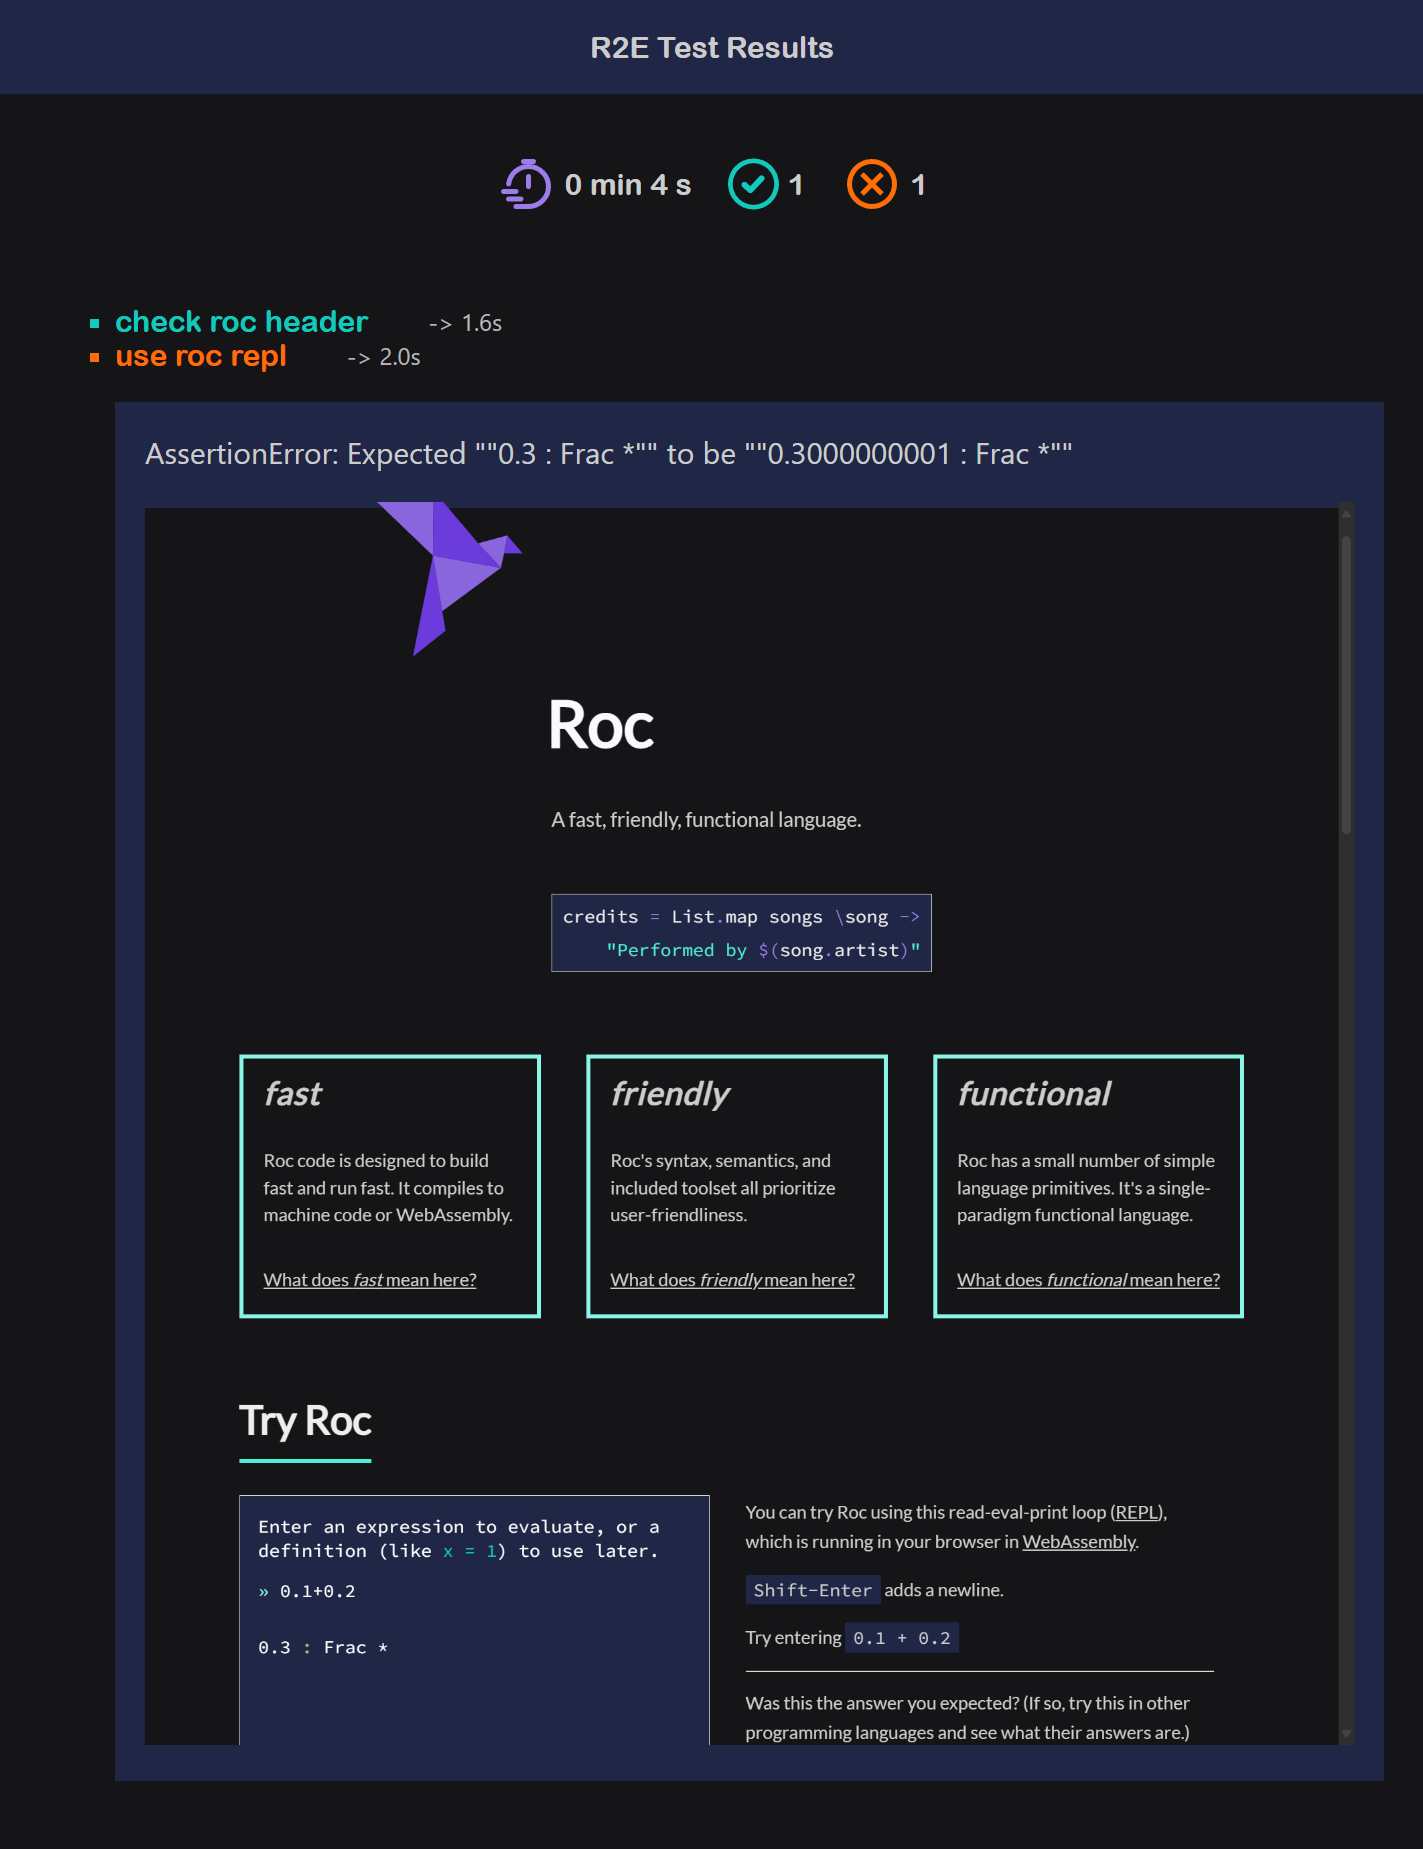 R2E Test Results
0 min 4 s 1 1
check roc header -> 1.6s
use roc repl -> 2.0s
AssertionError: Expected ""0.3 : Frac *"" to be ""0.3000000001 : Frac *""
Roc
A fast, friendly, functional language.
credits = List.map songs \song ->
"Performed by $(song.artist)"
fast
Roc code is designed to build
fast and run fast. It compiles to
machine code or WebAssembly.
What does fast mean here?
friendly
Roc's syntax, semantics, and
included toolset all prioritize
user-friendliness.
What does friendly mean here?
functional
Roc has a small number of simple
language primitives. It's a single-
paradigm functional language.
What does functional mean here?
Try Roc
Enter an expression to evaluate, or a
definition (like x = 1) to use later.
» 0.1+0.2
0.3 : Frac *
You can try Roc using this read-eval-print loop (REPL),
which is running in your browser in WebAssembly.
Shift-Enter adds a newline.
Try entering 0.1 + 0.2
Was this the answer you expected? (If so, try this in other
programming languages and see what their answers are.)